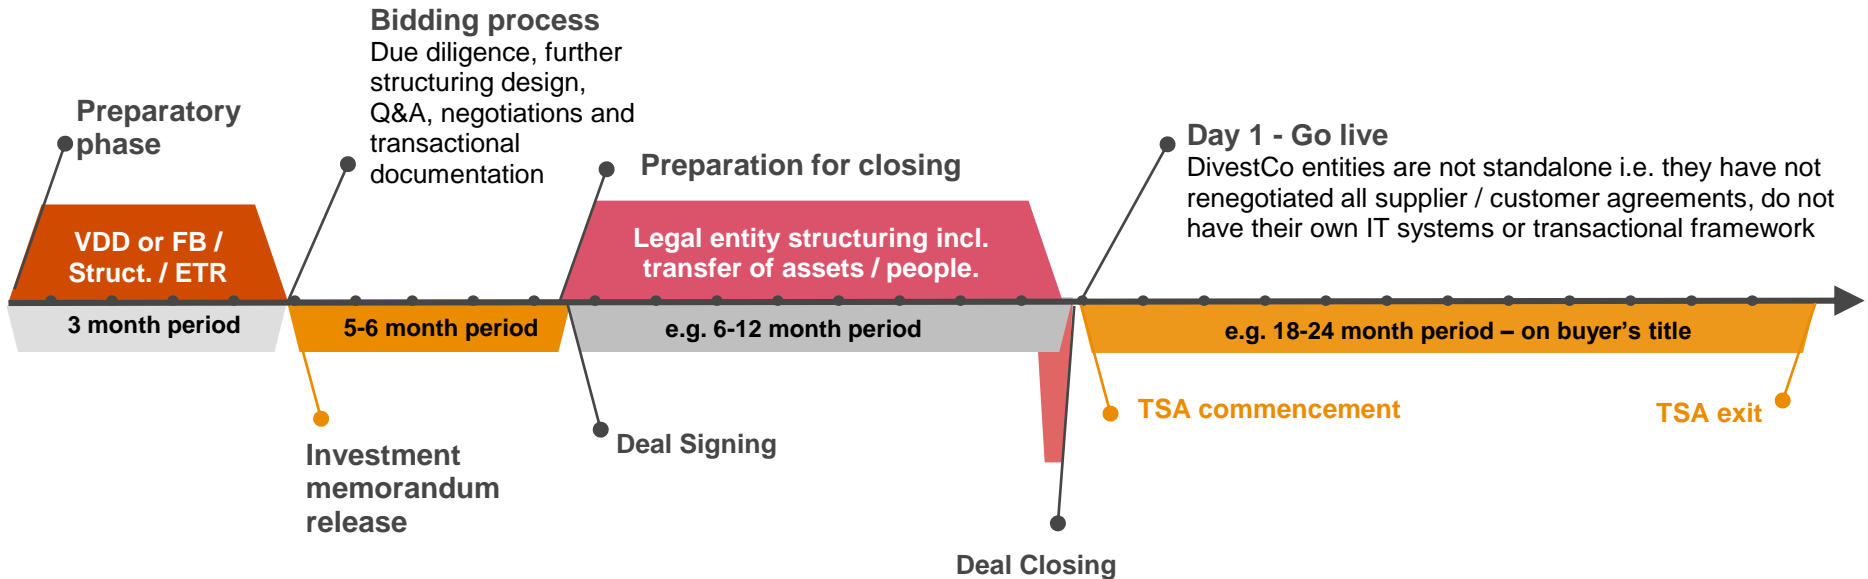 Preparatory
phase
VDD or FB /
Struct. / ETR
3 month period
Bidding process
Due diligence, further
structuring design,
Q&A, negotiations and
transactional
documentation
5-6 month period
Investment
memorandum
release
Preparation for closing
Legal entity structuring incl.
transfer of assets / people.
e.g. 6-12 month period
Deal Signing
Deal Closing
Day 1 - Go live
DivestCo entities are not standalone i.e. they have not
renegotiated all supplier / customer agreements, do not
have their own IT systems or transactional framework
e.g. 18-24 month period – on buyer’s title
TSA commencement
TSA exit